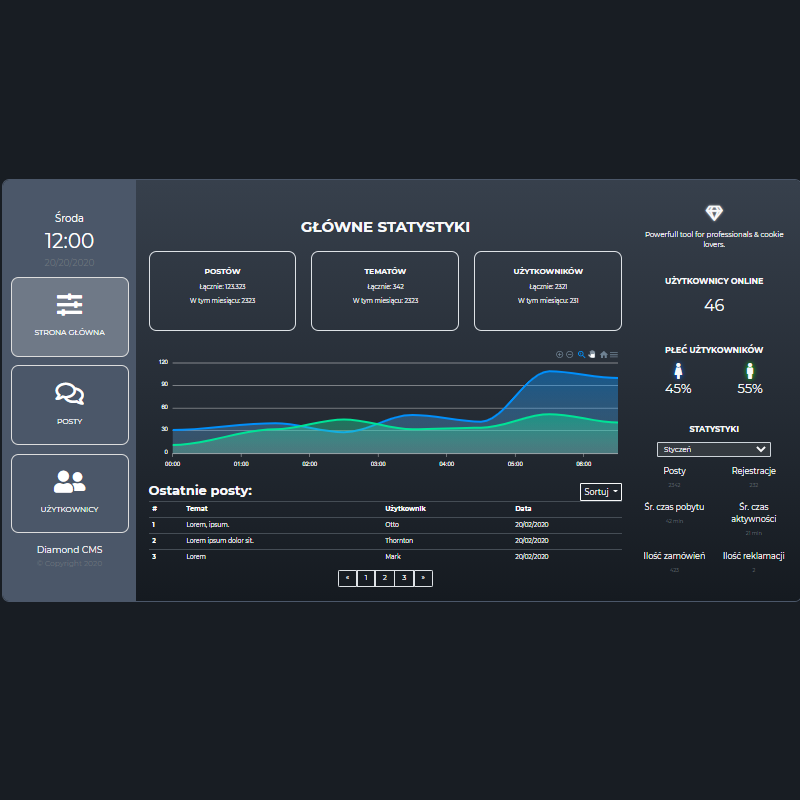 Środa
12:00
20/20/2020
STRONA GŁÓWNA
POSTY
UŻYTKOWNICY
Diamond CMS
© Copyright 2020
GŁÓWNE STATYSTYKI
POSTÓW
Łącznie: 123.323
W tym miesiącu: 2323
TEMATÓW
Łącznie: 342
W tym miesiącu: 2323
UŻYTKOWNIKÓW
Łącznie: 2321
W tym miesiącu: 231
120
90
60
30
0
00:00 01:00 02:00 03:00 04:00 05:00 06:00
Ostatnie posty:
Sortuj
# Temat Użytkownik Data
1 Lorem, ipsum. Otto 20/02/2020
2 Lorem ipsum dolor sit. Thornton 20/02/2020
3 Lorem Mark 20/02/2020
« 1 2 3 »
Powerfull tool for professionals & cookie
lovers.
UŻYTKOWNICY ONLINE
46
PŁEĆ UŻTYKOWNIKÓW
45% 55%
STATYSTYKI
Styczeń
Posty
2342
Rejestracje
232
Śr. czas pobytu
43 min
Śr. czas
aktywności
21 min
Ilość zamówień
423
Ilość reklamacji
2